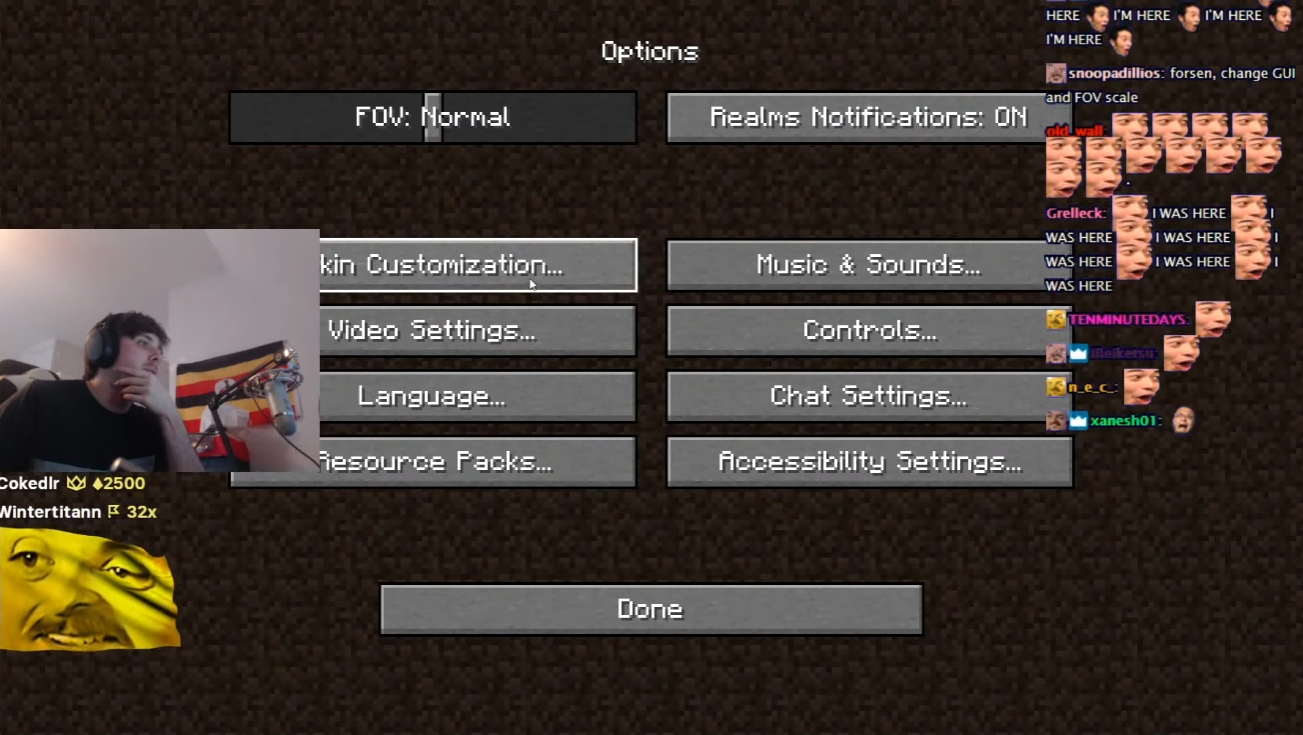 Options
FOV: Normal
Realms Notifications: ON
kin Customization...
Music & Sounds...
Video Settings...
Controls...
Language...
Chat Settings...
Resource Packs...
Accessibility Settings...
Done
Cokedlr 2500
Wintertitann 32x
HERE I'M HERE I'M HERE
I'M HERE
snoopadillios: forsen, change GUI
and FOV scale
old_wall:
.
Grelleck: I WAS HERE I
WAS HERE I WAS HERE I
WAS HERE I WAS HERE I
WAS HERE
TENMINUTEDAYS:
n_e_c_:
xanesh01: